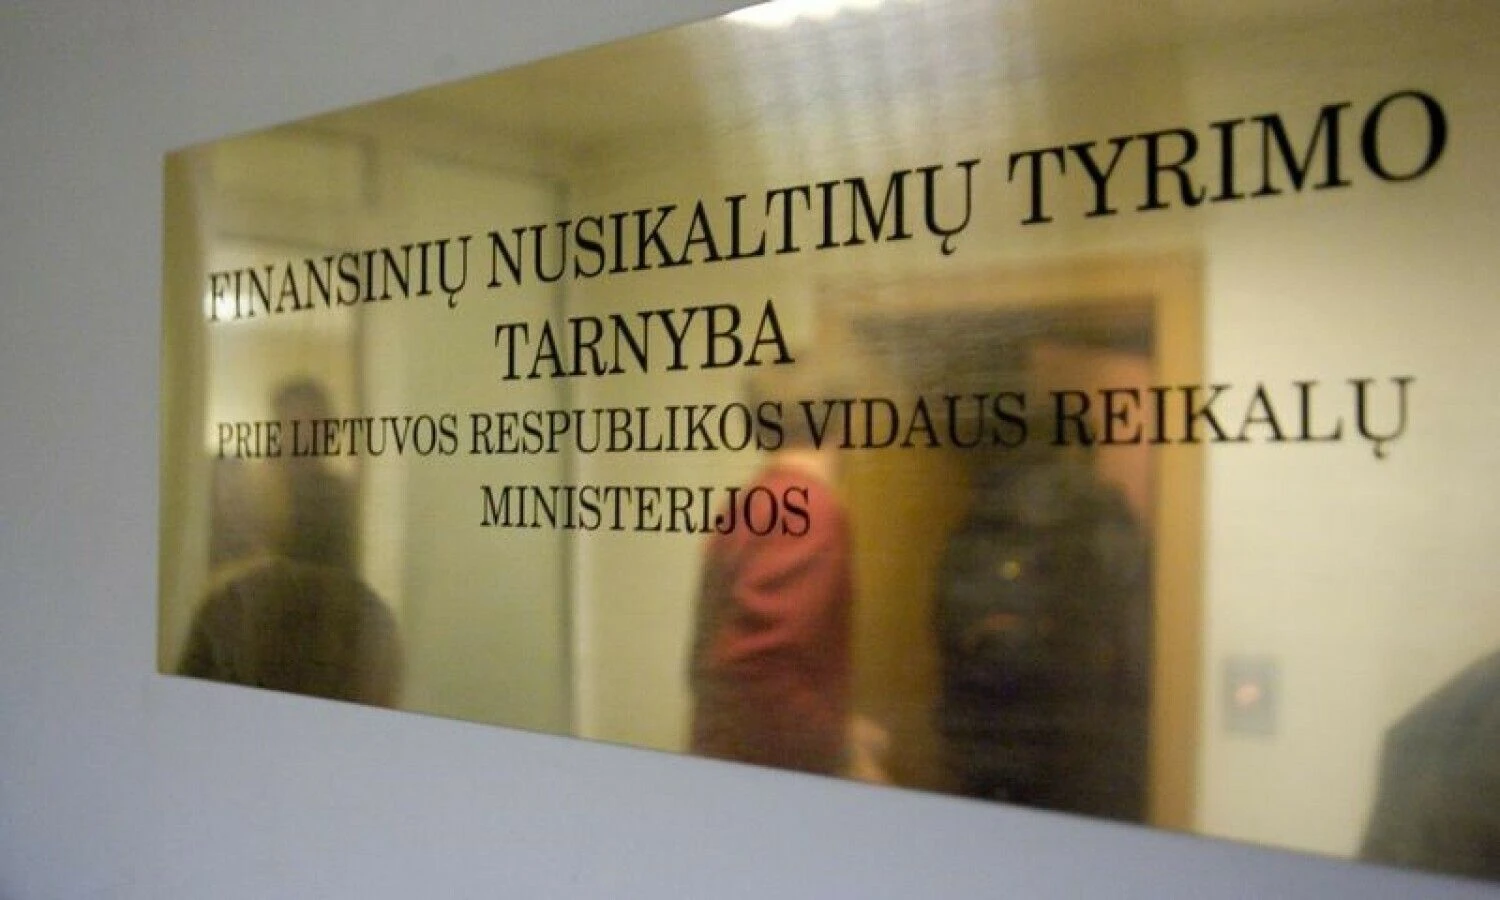 FINANSINIŲ NUSIKALTIMŲ TYRIMO
TARNYBA
PRIE LIETUVOS RESPUBLIKOS VIDAUS REIKALŲ
MINISTERIJOS